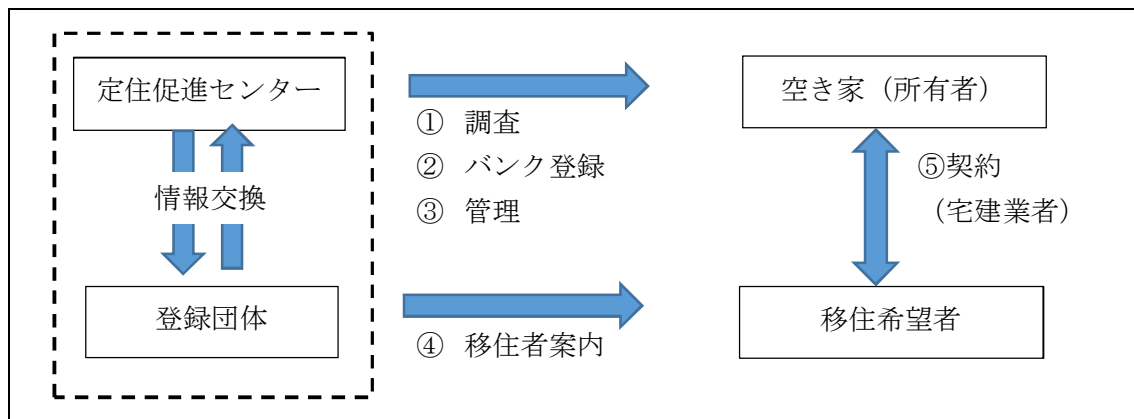 定住促進センター
情報交換
登録団体
① 調査
② バンク登録
③ 管理
④ 移住者案内
空き家（所有者）
⑤契約
（宅建業者）
移住希望者